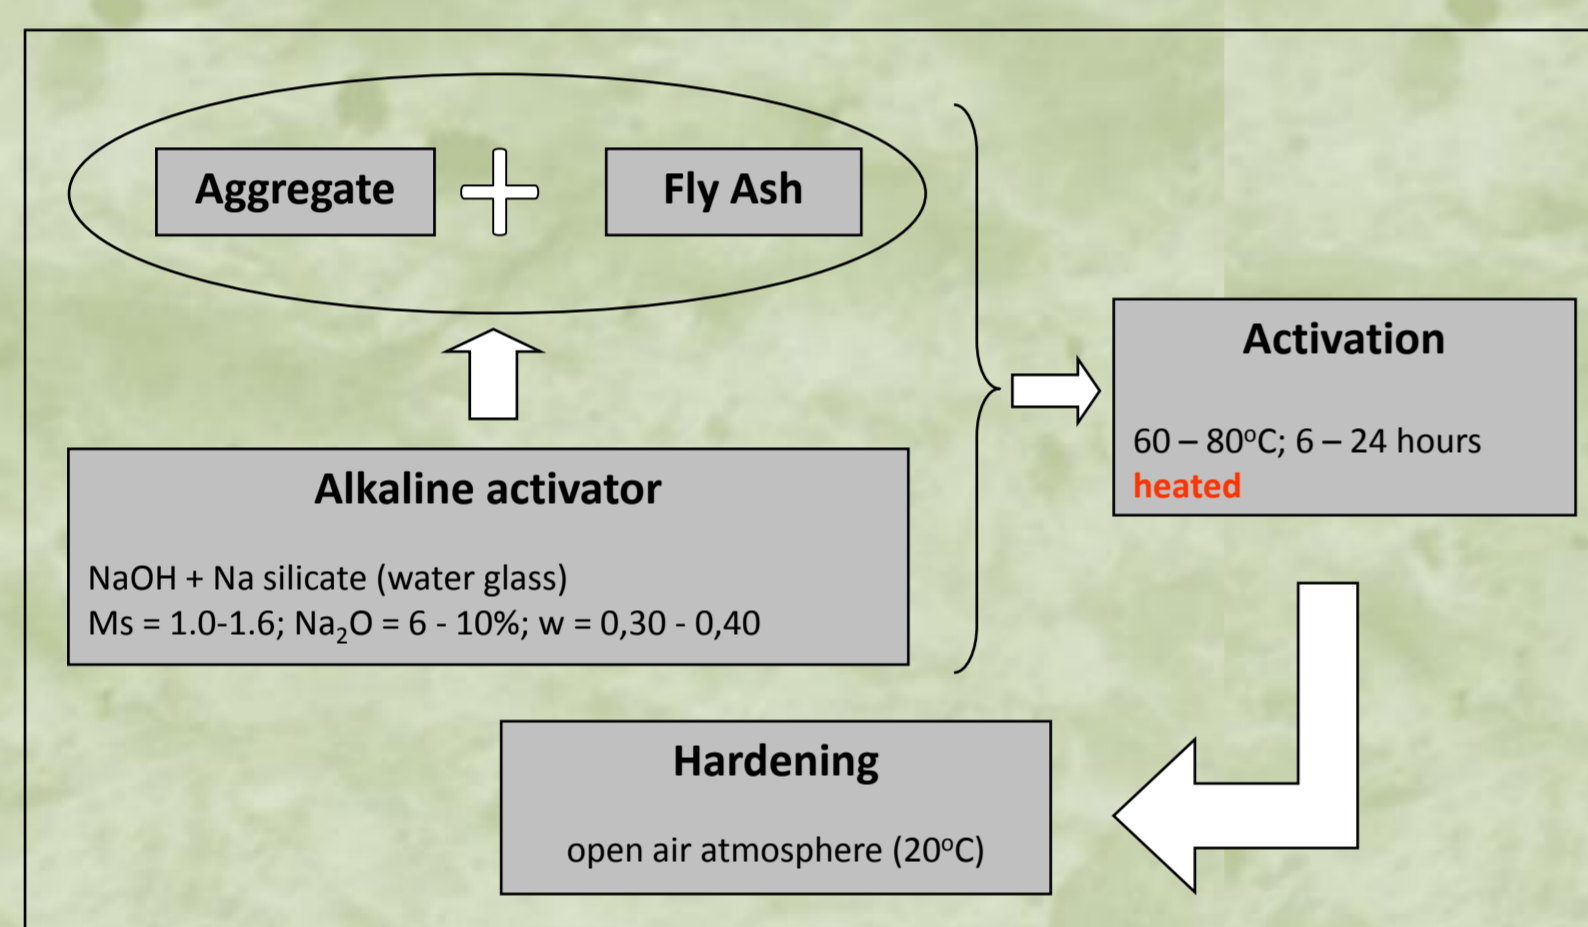 Aggregate
Fly Ash
Alkaline activator
NaOH + Na silicate (water glass)
Ms = 1.0-1.6; Na₂O = 6 - 10%; w = 0,30 - 0,40
Activation
60 – 80ºC; 6 – 24 hours
heated
Hardening
open air atmosphere (20ºC)